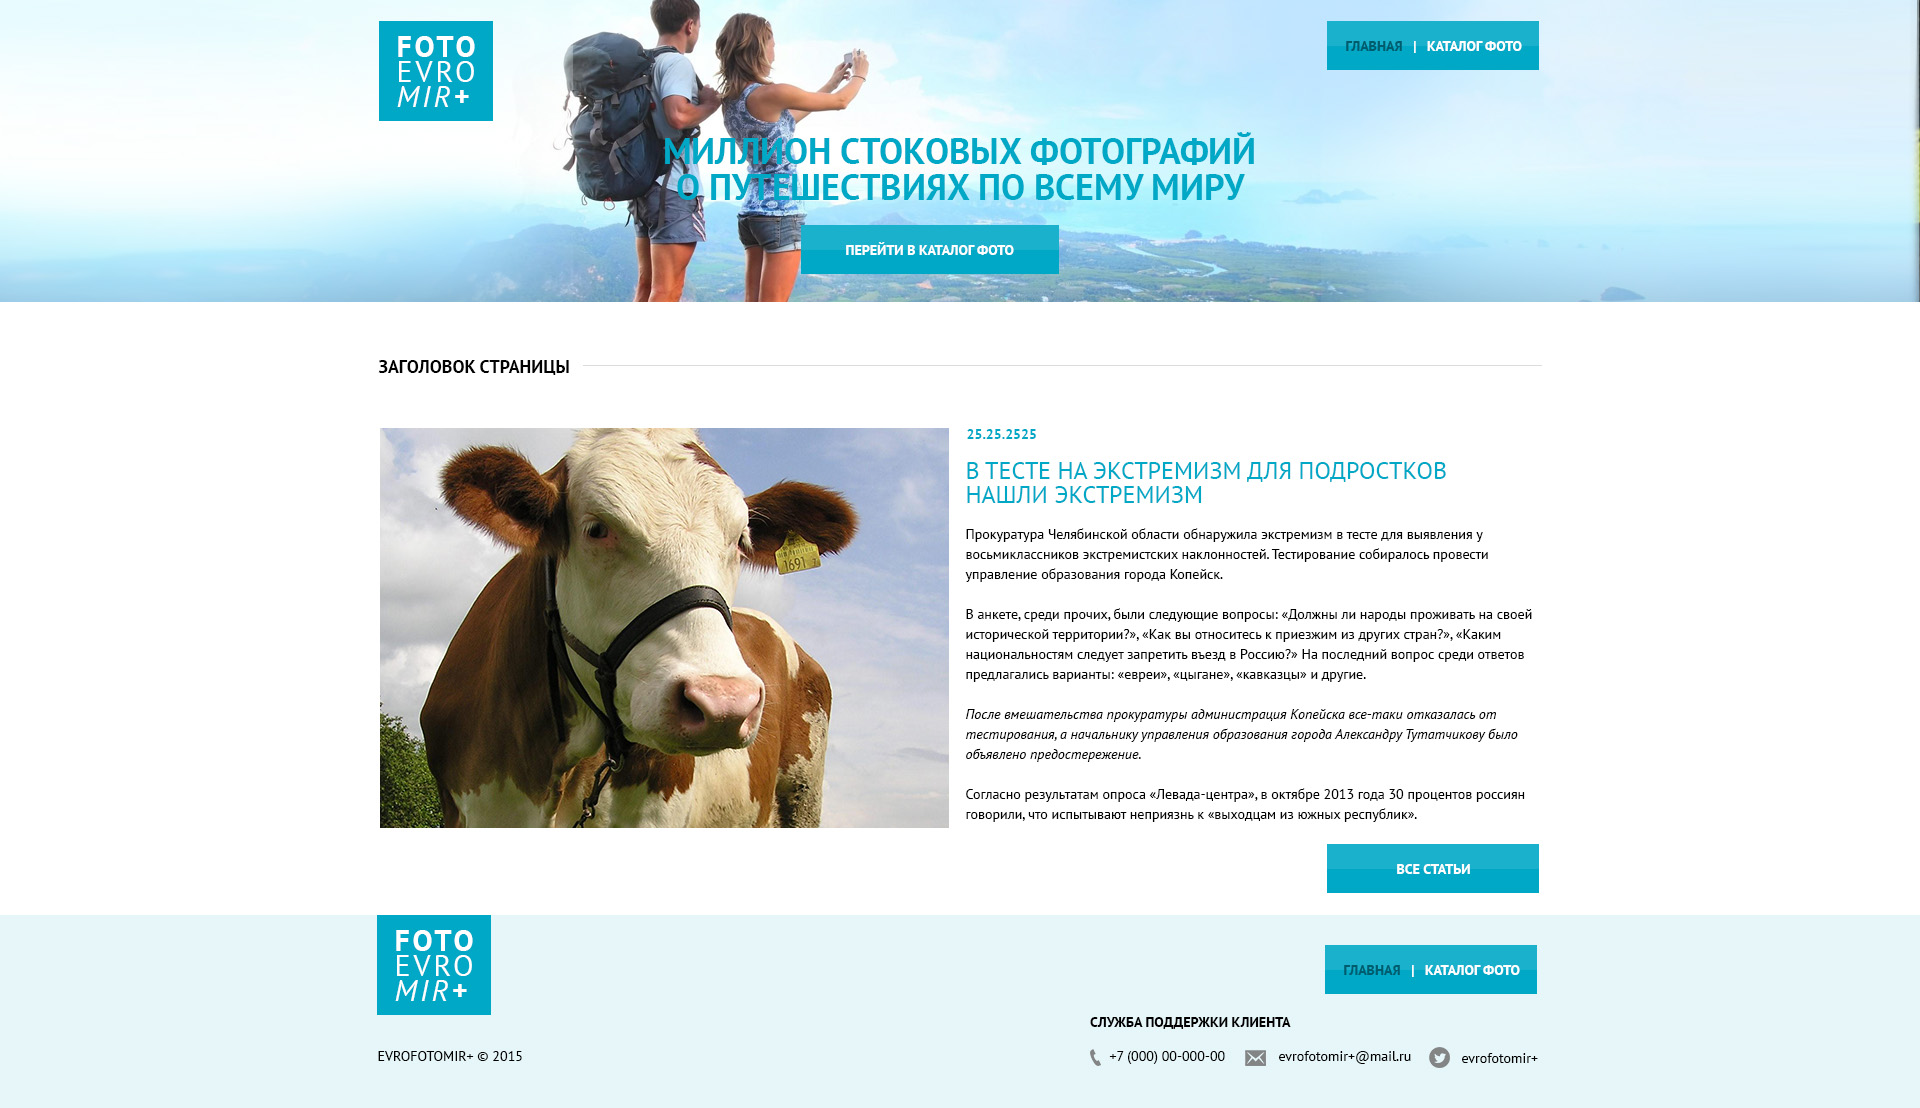 FOTO
EVRO
MIR+
ГЛАВНАЯ | КАТАЛОГ ФОТО
МИЛЛИОН СТОКОВЫХ ФОТОГРАФИЙ
О ПУТЕШЕСТВИЯХ ПО ВСЕМУ МИРУ
ПЕРЕЙТИ В КАТАЛОГ ФОТО
ЗАГОЛОВОК СТРАНИЦЫ
1691
25.25.2525
В ТЕСТЕ НА ЭКСТРЕМИЗМ ДЛЯ ПОДРОСТКОВ
НАШЛИ ЭКСТРЕМИЗМ
Прокуратура Челябинской области обнаружила экстремизм в тесте для выявления у
восьмиклассников экстремистских наклонностей. Тестирование собиралось провести
управление образования города Копейск.
В анкете, среди прочих, были следующие вопросы: «Должны ли народы проживать на своей
исторической территории?», «Как вы относитесь к приезжим из других стран?», «Каким
национальностям следует запретить въезд в Россию?» На последний вопрос среди ответов
предлагались варианты: «евреи», «цыгане», «кавказцы» и другие.
После вмешательства прокуратуры администрация Копейска все-таки отказалась от
тестирования, а начальнику управления образования города Александру Тутатчикову было
объявлено предостережение.
Согласно результатам опроса «Левада-центра», в октябре 2013 года 30 процентов россиян
говорили, что испытывают неприязнь к «выходцам из южных республик».
ВСЕ СТАТЬИ
FOTO
EVRO
MIR+
ГЛАВНАЯ | КАТАЛОГ ФОТО
СЛУЖБА ПОДДЕРЖКИ КЛИЕНТА
EVROFOTOMIR+ © 2015
+7 (000) 00-000-00
evrofotomir+@mail.ru
evrofotomir+